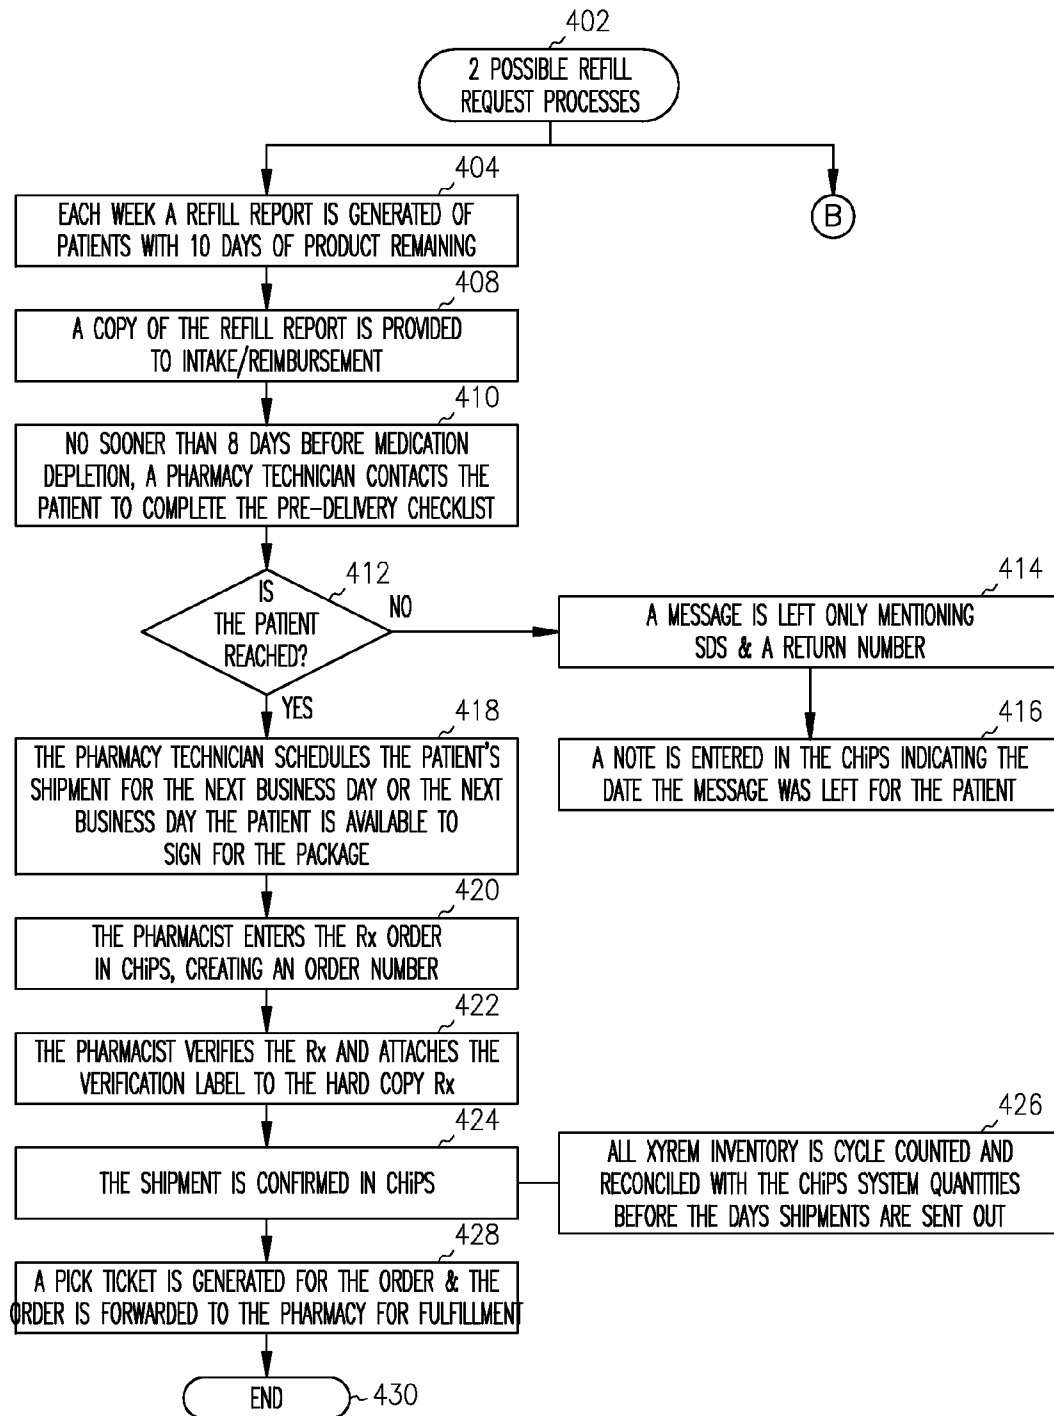 402
2 POSSIBLE REFILL
REQUEST PROCESSES
404
EACH WEEK A REFILL REPORT IS GENERATED OF
PATIENTS WITH 10 DAYS OF PRODUCT REMAINING
B
408
A COPY OF THE REFILL REPORT IS PROVIDED
TO INTAKE/REIMBURSEMENT
410
NO SOONER THAN 8 DAYS BEFORE MEDICATION
DEPLETION, A PHARMACY TECHNICIAN CONTACTS THE
PATIENT TO COMPLETE THE PRE-DELIVERY CHECKLIST
412
IS
THE PATIENT
REACHED?
NO
YES
414
A MESSAGE IS LEFT ONLY MENTIONING
SDS & A RETURN NUMBER
416
A NOTE IS ENTERED IN THE CHiPS INDICATING THE
DATE THE MESSAGE WAS LEFT FOR THE PATIENT
418
THE PHARMACY TECHNICIAN SCHEDULES THE PATIENT'S
SHIPMENT FOR THE NEXT BUSINESS DAY OR THE NEXT
BUSINESS DAY THE PATIENT IS AVAILABLE TO
SIGN FOR THE PACKAGE
420
THE PHARMACIST ENTERS THE Rx ORDER
IN CHiPS, CREATING AN ORDER NUMBER
422
THE PHARMACIST VERIFIES THE Rx AND ATTACHES THE
VERIFICATION LABEL TO THE HARD COPY Rx
424
THE SHIPMENT IS CONFIRMED IN CHiPS
426
ALL XYREM INVENTORY IS CYCLE COUNTED AND
RECONCILED WITH THE CHiPS SYSTEM QUANTITIES
BEFORE THE DAYS SHIPMENTS ARE SENT OUT
428
A PICK TICKET IS GENERATED FOR THE ORDER & THE
ORDER IS FORWARDED TO THE PHARMACY FOR FULFILLMENT
END
430